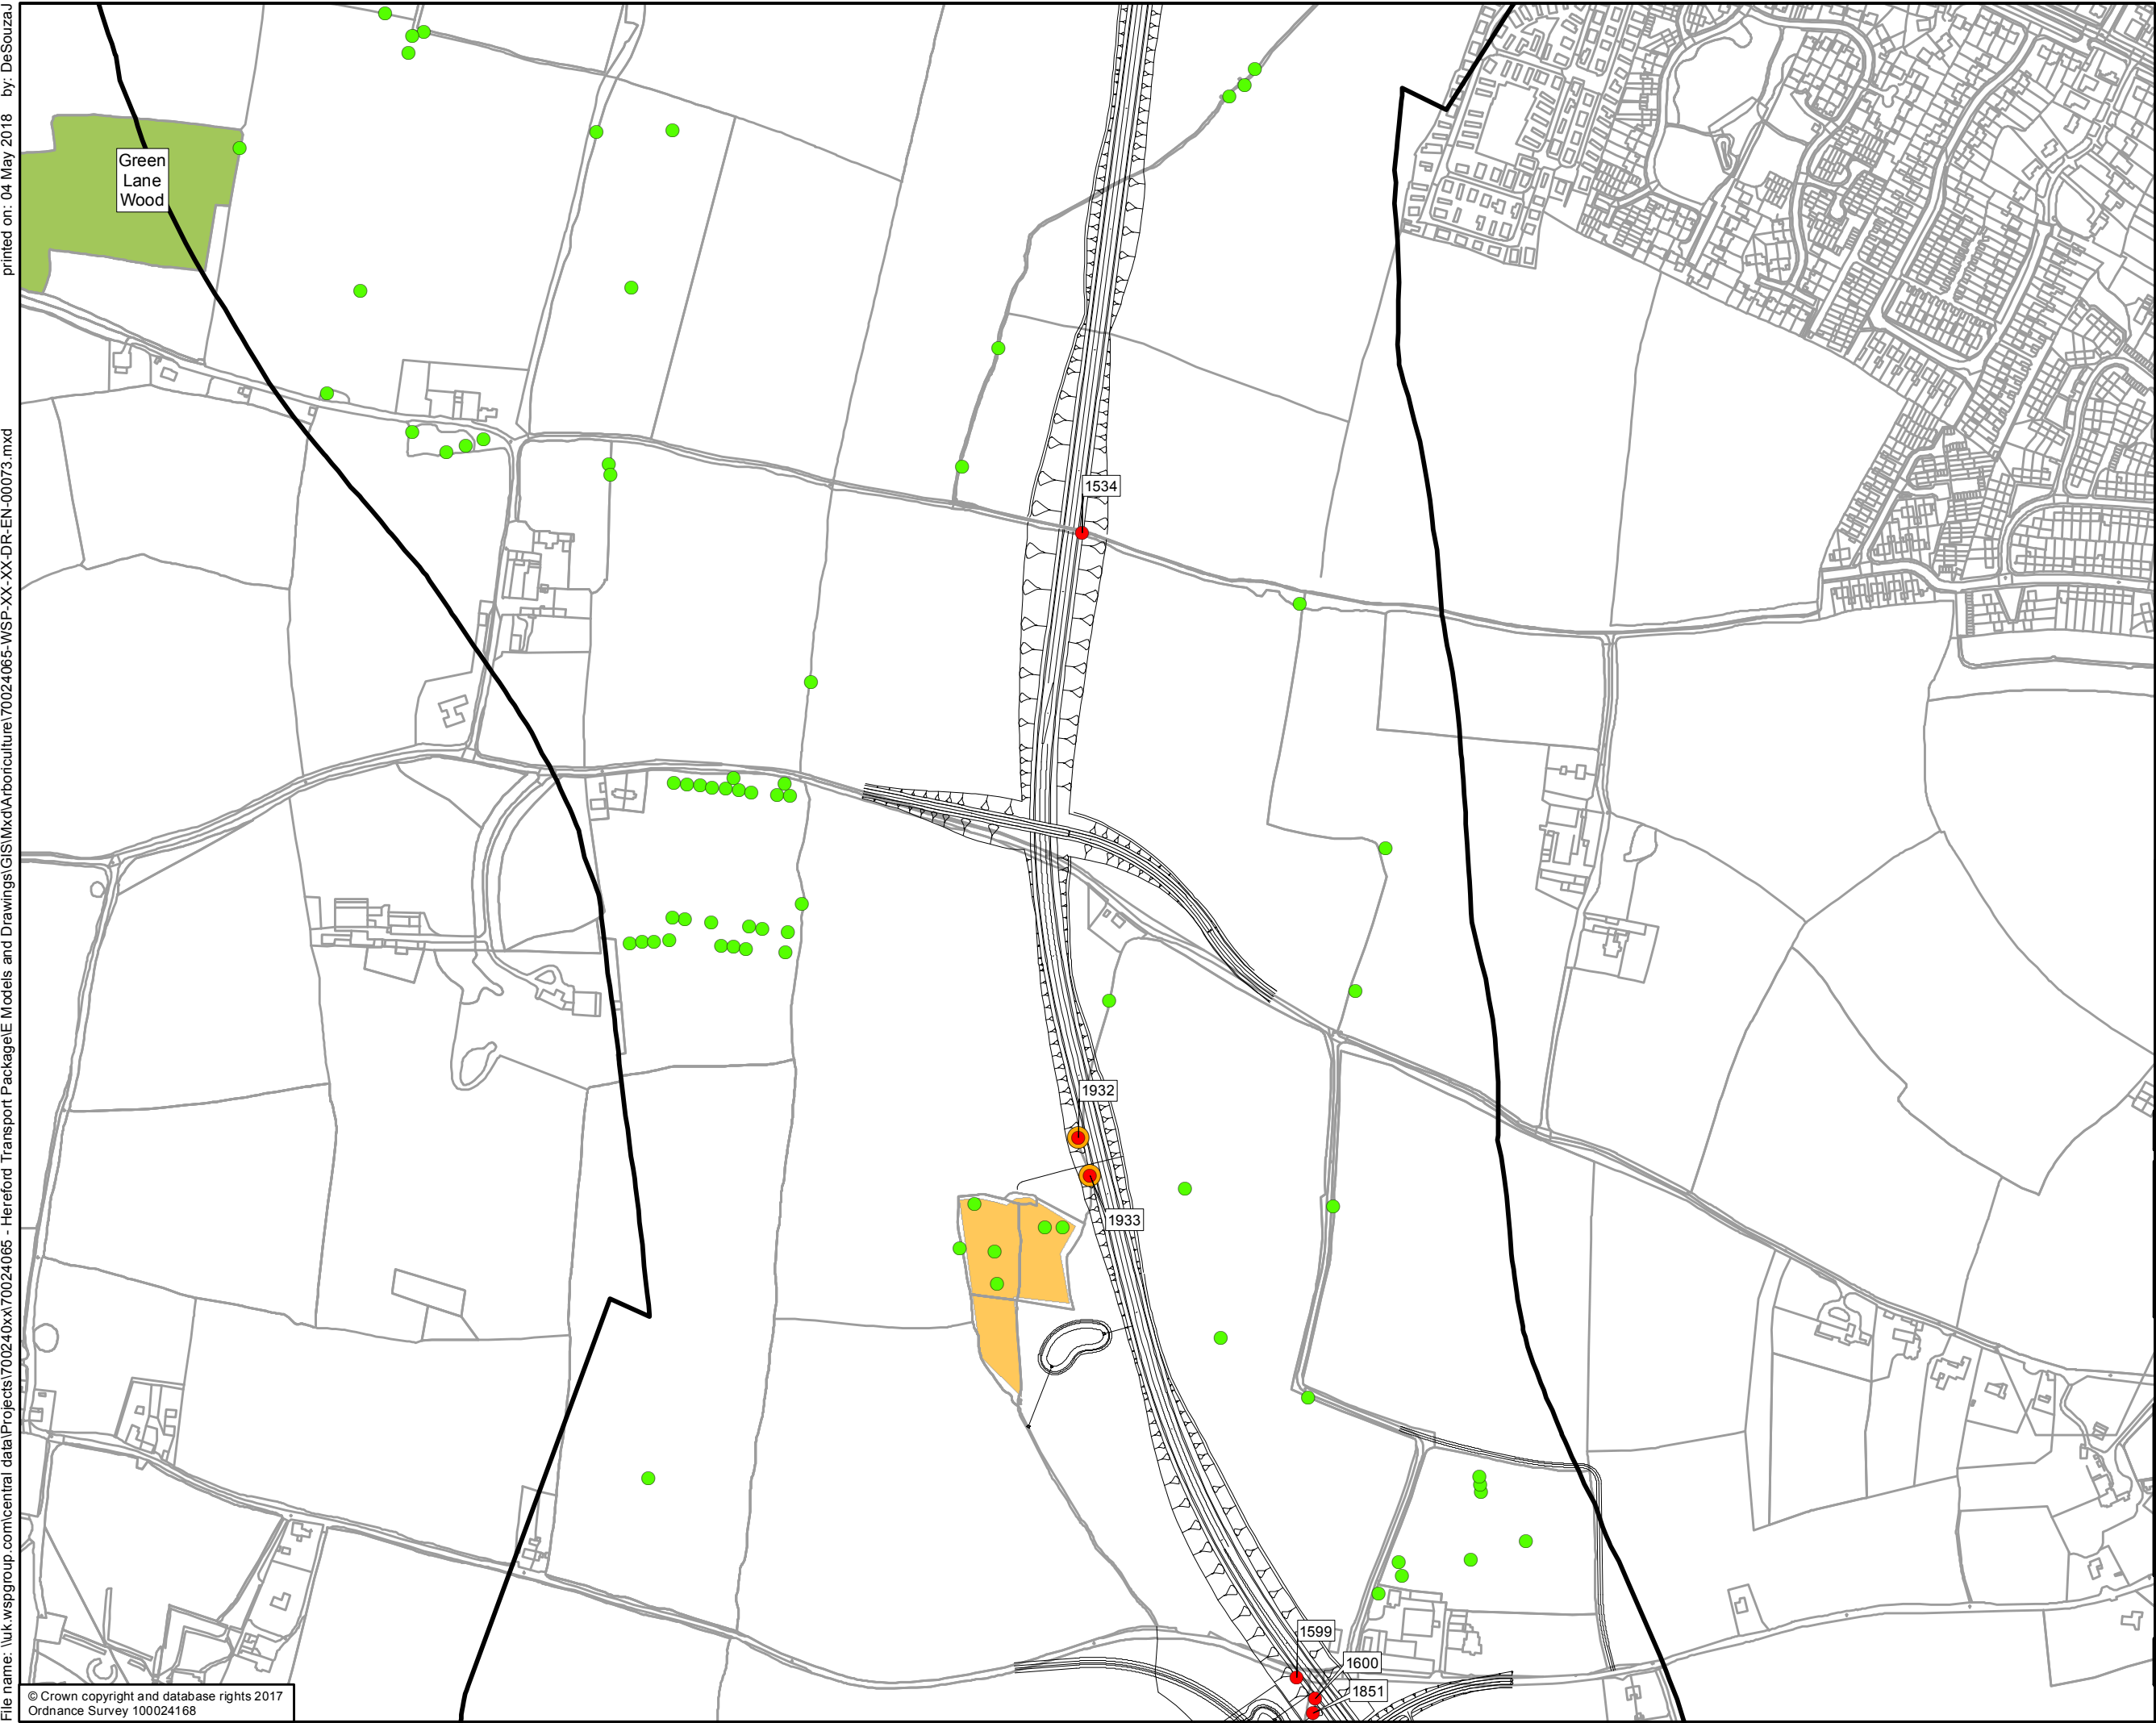 printed on: 04 May 2018 by: DeSouzaJ
File name: \\uk.wspgroup.com\central data\Projects\700240xx\70024065 - Hereford Transport Package\E Models and Drawings\GIS\Mxd\Arboriculture\70024065-WSP-XX-XX-DR-EN-00073.mxd
Green
Lane
Wood
1534
1932
1933
1599
1600
1851
© Crown copyright and database rights 2017
Ordnance Survey 100024168